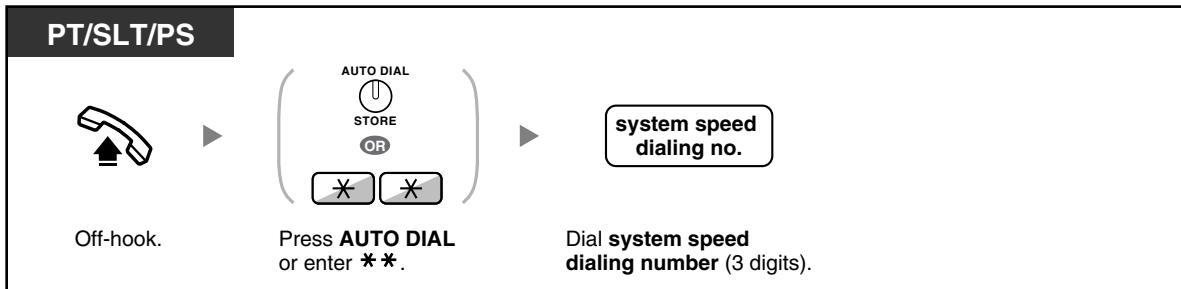 PT/SLT/PS
AUTO DIAL
STORE
OR
system speed
dialing no.
Off-hook.
Press AUTO DIAL
or enter ** .
Dial system speed
dialing number (3 digits).